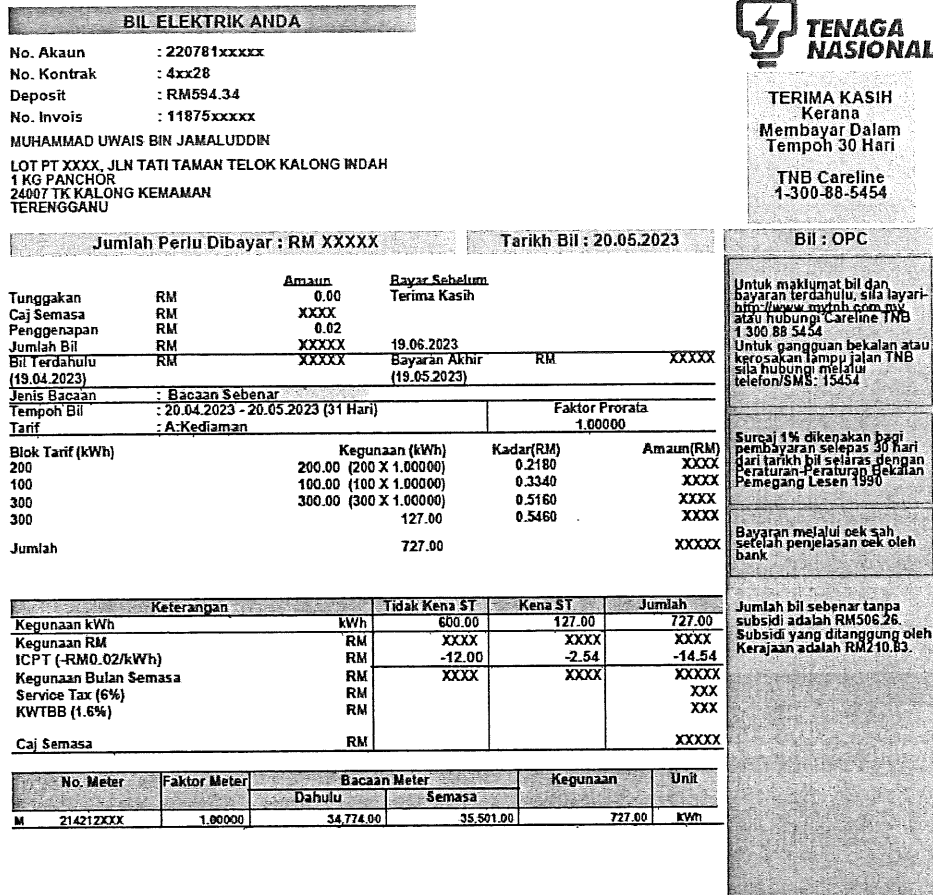 BIL ELEKTRIK ANDA
TENAGA
NASIONAL
No. Akaun : 220781xxxxx
No. Kontrak : 4xx28
Deposit : RM594.34
No. Invois : 11875xxxxx
MUHAMMAD UWAIS BIN JAMALUDDIN
LOT PT XXXX, JLN TATI TAMAN TELOK KALONG INDAH
1 KG PANCHOR
24007 TK KALONG KEMAMAN
TERENGGANU
TERIMA KASIH
Kerana
Membayar Dalam
Tempoh 30 Hari
TNB Careline
1-300-88-5454
Jumlah Perlu Dibayar : RM XXXXX Tarikh Bil : 20.05.2023 Bil : OPC
Amaun Bayar Sebelum
Tunggakan RM 0.00 Terima Kasih
Caj Semasa RM XXXX
Penggenapan RM 0.02
Jumlah Bil RM XXXXX 19.06.2023
Bil Terdahulu RM XXXXX Bayaran Akhir RM XXXXX
(19.04.2023) (19.05.2023)
Jenis Bacaan : Bacaan Sebenar
Tempoh Bil : 20.04.2023 - 20.05.2023 (31 Hari) Faktor Prorata
Tarif : A:Kediaman 1.00000
Blok Tarif (kWh) Kegunaan (kWh) Kadar(RM) Amaun(RM)
200 200.00 (200 X 1.00000) 0.2180 XXXX
100 100.00 (100 X 1.00000) 0.3340 XXXX
300 300.00 (300 X 1.00000) 0.5160 XXXX
300 127.00 0.5460 XXXX
Jumlah 727.00 XXXXX
Keterangan Tidak Kena ST Kena ST Jumlah
Kegunaan kWh kWh 600.00 127.00 727.00
Kegunaan RM RM XXXX XXXX XXXX
ICPT (-RM0.02/kWh) RM -12.00 -2.54 -14.54
Kegunaan Bulan Semasa RM XXXX XXXX XXXXX
Service Tax (6%) RM XXX
KWTBB (1.6%) RM XXX
Caj Semasa RM XXXXX
No. Meter Faktor Meter Bacaan Meter Kegunaan Unit
Dahulu Semasa
M 214212XXX 1.00000 34,774.00 35,501.00 727.00 kWh
Untuk maklumat bil dan
bayaran terdahulu, sila layari-
http://www.mytnb.com.my
atau hubungi Careline TNB
1 300 88 5454
Untuk gangguan bekalan atau
kerosakan lampu jalan TNB
sila hubungi melalui
telefon/SMS: 15454
Surcaj 1% dikenakan bagi
pembayaran selepas 30 hari
dari tarikh bil selaras dengan
Peraturan-Peraturan Bekalan
Pemegang Lesen 1990
Bayaran melalui cek sah
setelah penjelasan cek oleh
bank
Jumlah bil sebenar tanpa
subsidi adalah RM506.26.
Subsidi yang ditanggung oleh
Kerajaan adalah RM210.83.